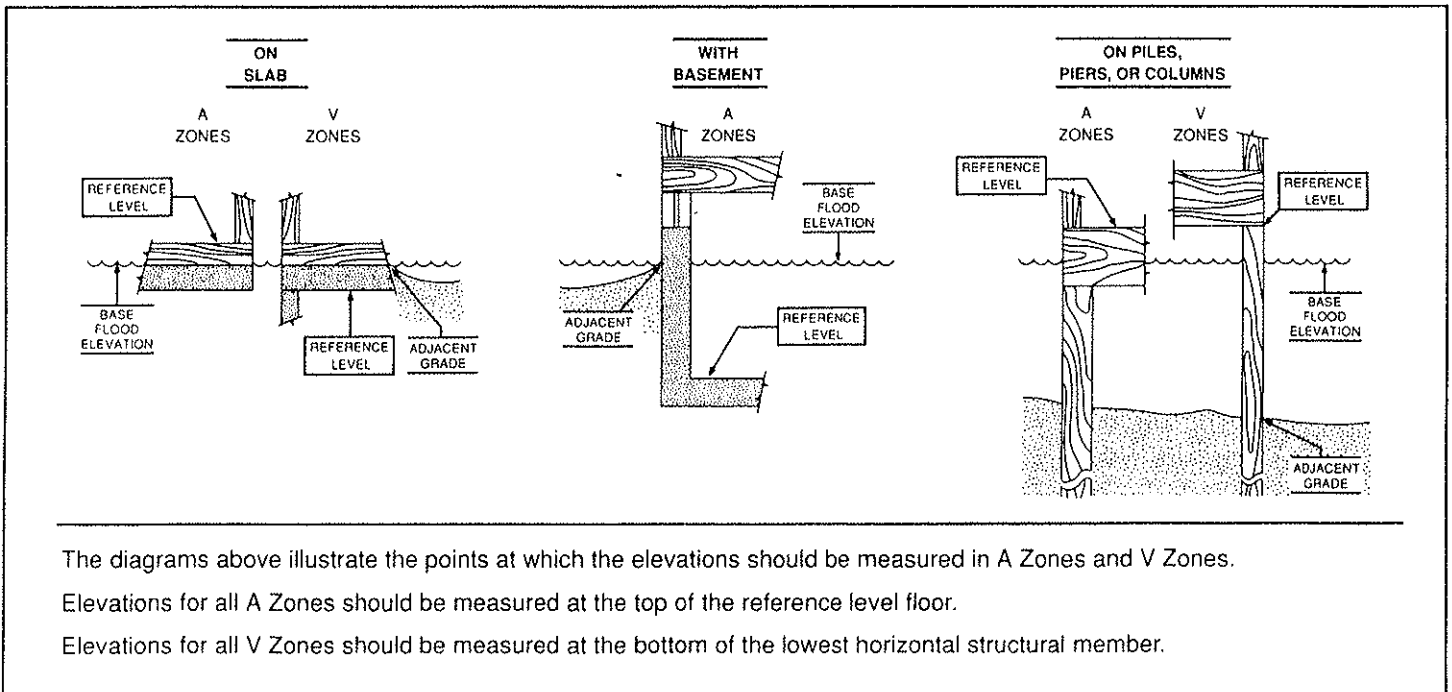 ON
SLAB
A
ZONES
V
ZONES
REFERENCE
LEVEL
BASE
FLOOD
ELEVATION
REFERENCE
LEVEL
ADJACENT
GRADE
WITH
BASEMENT
A
ZONES
BASE
FLOOD
ELEVATION
ADJACENT
GRADE
REFERENCE
LEVEL
ON PILES,
PIERS, OR COLUMNS
A
ZONES
V
ZONES
REFERENCE
LEVEL
REFERENCE
LEVEL
BASE
FLOOD
ELEVATION
ADJACENT
GRADE
The diagrams above illustrate the points at which the elevations should be measured in A Zones and V Zones.
Elevations for all A Zones should be measured at the top of the reference level floor.
Elevations for all V Zones should be measured at the bottom of the lowest horizontal structural member.